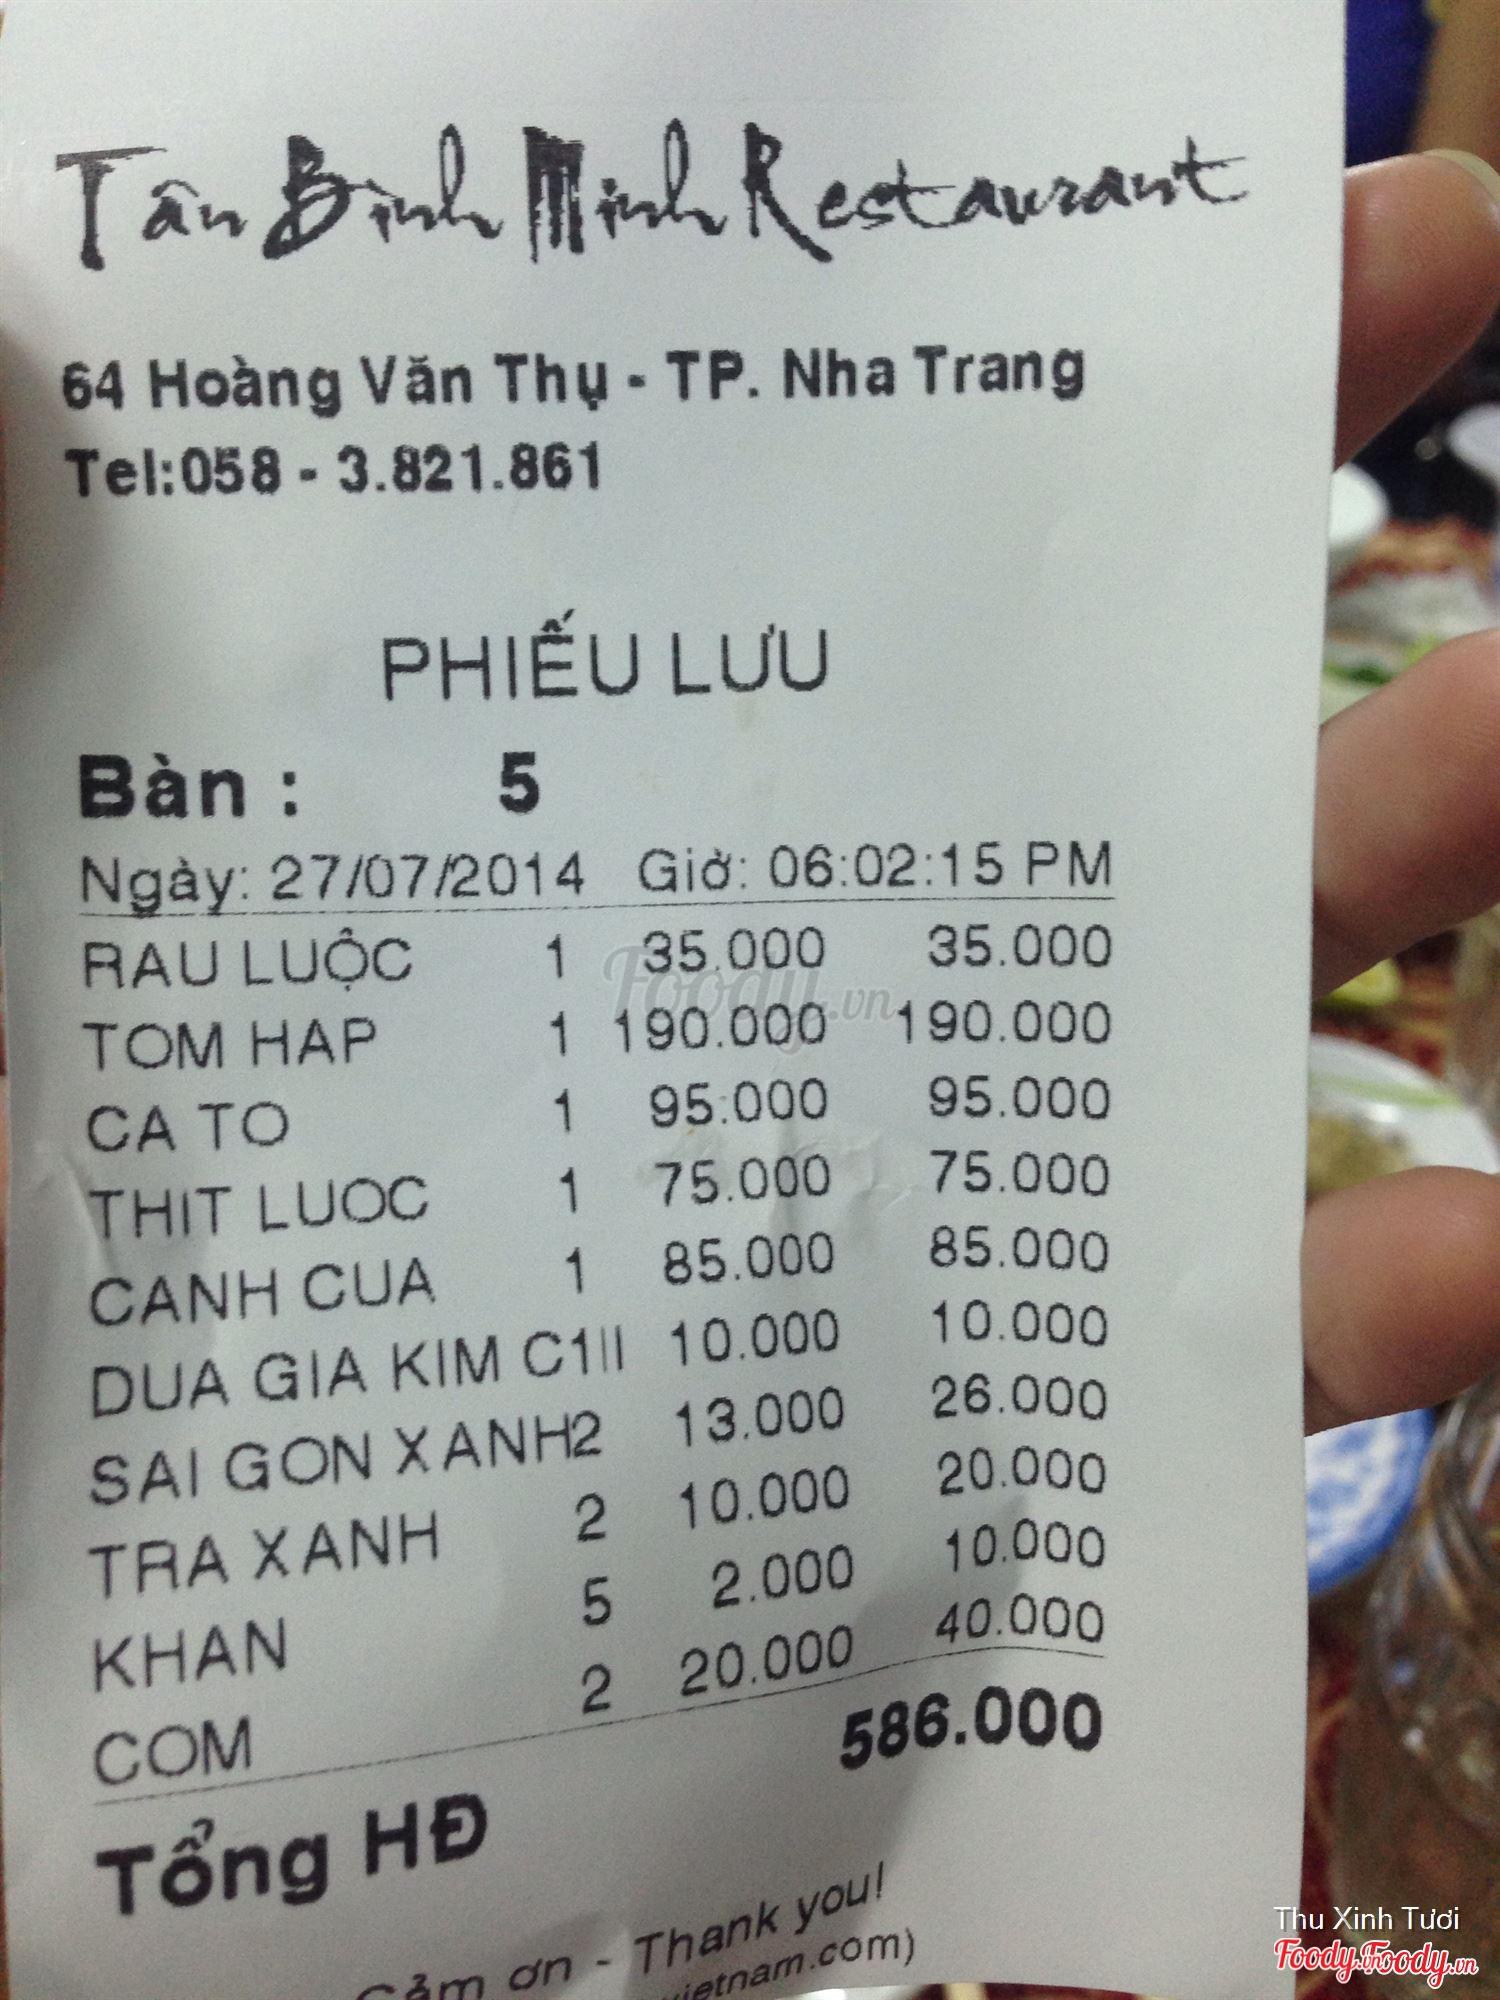 Tân Bình Minh Restaurant
64 Hoàng Văn Thụ - TP. Nha Trang
Tel:058 - 3.821.861
PHIẾU LƯU
Bàn : 5
Ngày: 27/07/2014 Giờ: 06:02:15 PM
RAU LUỘC 1 35.000 35.000
TOM HAP 1 190.000 190.000
CA TO 1 95.000 95.000
THIT LUOC 1 75.000 75.000
CANH CUA 1 85.000 85.000
DUA GIA KIM C1II 10.000 10.000
SAI GON XANH2 13.000 26.000
TRA XANH 2 10.000 20.000
KHAN 5 2.000 10.000
COM 2 20.000 40.000
Tổng HĐ 586.000
Cảm ơn - Thank you!
vietnam.com)
Foody.vn
Thu Xinh Tươi
Foody.vn